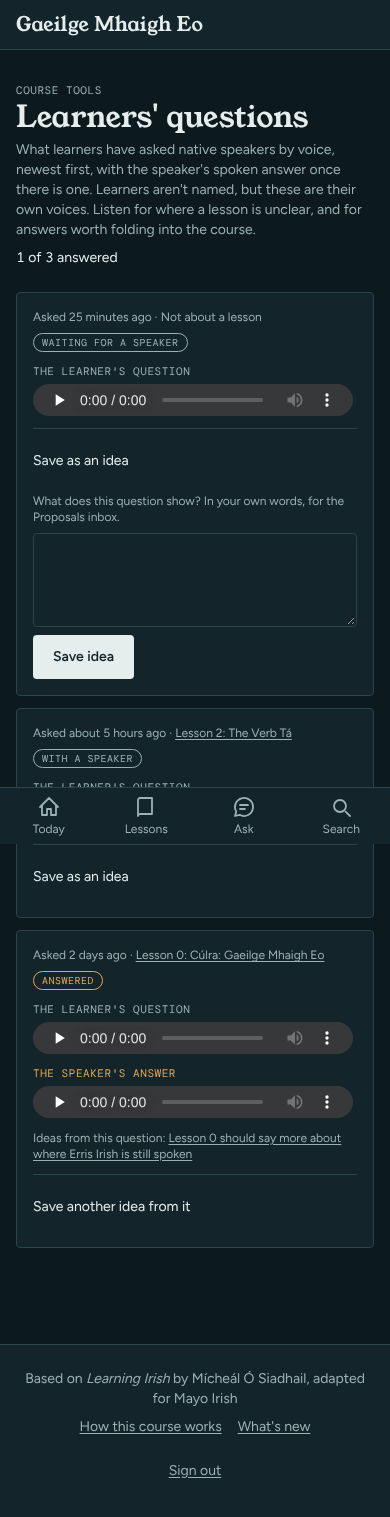 Gaeilge Mhaigh Eo
COURSE TOOLS
Learners' questions
What learners have asked native speakers by voice,
newest first, with the speaker's spoken answer once
there is one. Learners aren't named, but these are their
own voices. Listen for where a lesson is unclear, and for
answers worth folding into the course.
1 of 3 answered
Asked 25 minutes ago · Not about a lesson
WAITING FOR A SPEAKER
THE LEARNER'S QUESTION
0:00 / 0:00
Save as an idea
What does this question show? In your own words, for the
Proposals inbox.
Save idea
Asked about 5 hours ago · Lesson 2: The Verb Tá
WITH A SPEAKER
THE LEARNER'S QUESTION
Today Lessons Ask Search
Save as an idea
Asked 2 days ago · Lesson 0: Cúlra: Gaeilge Mhaigh Eo
ANSWERED
THE LEARNER'S QUESTION
0:00 / 0:00
THE SPEAKER'S ANSWER
0:00 / 0:00
Ideas from this question: Lesson 0 should say more about
where Erris Irish is still spoken
Save another idea from it
Based on Learning Irish by Mícheál Ó Siadhail, adapted
for Mayo Irish
How this course works What's new
Sign out